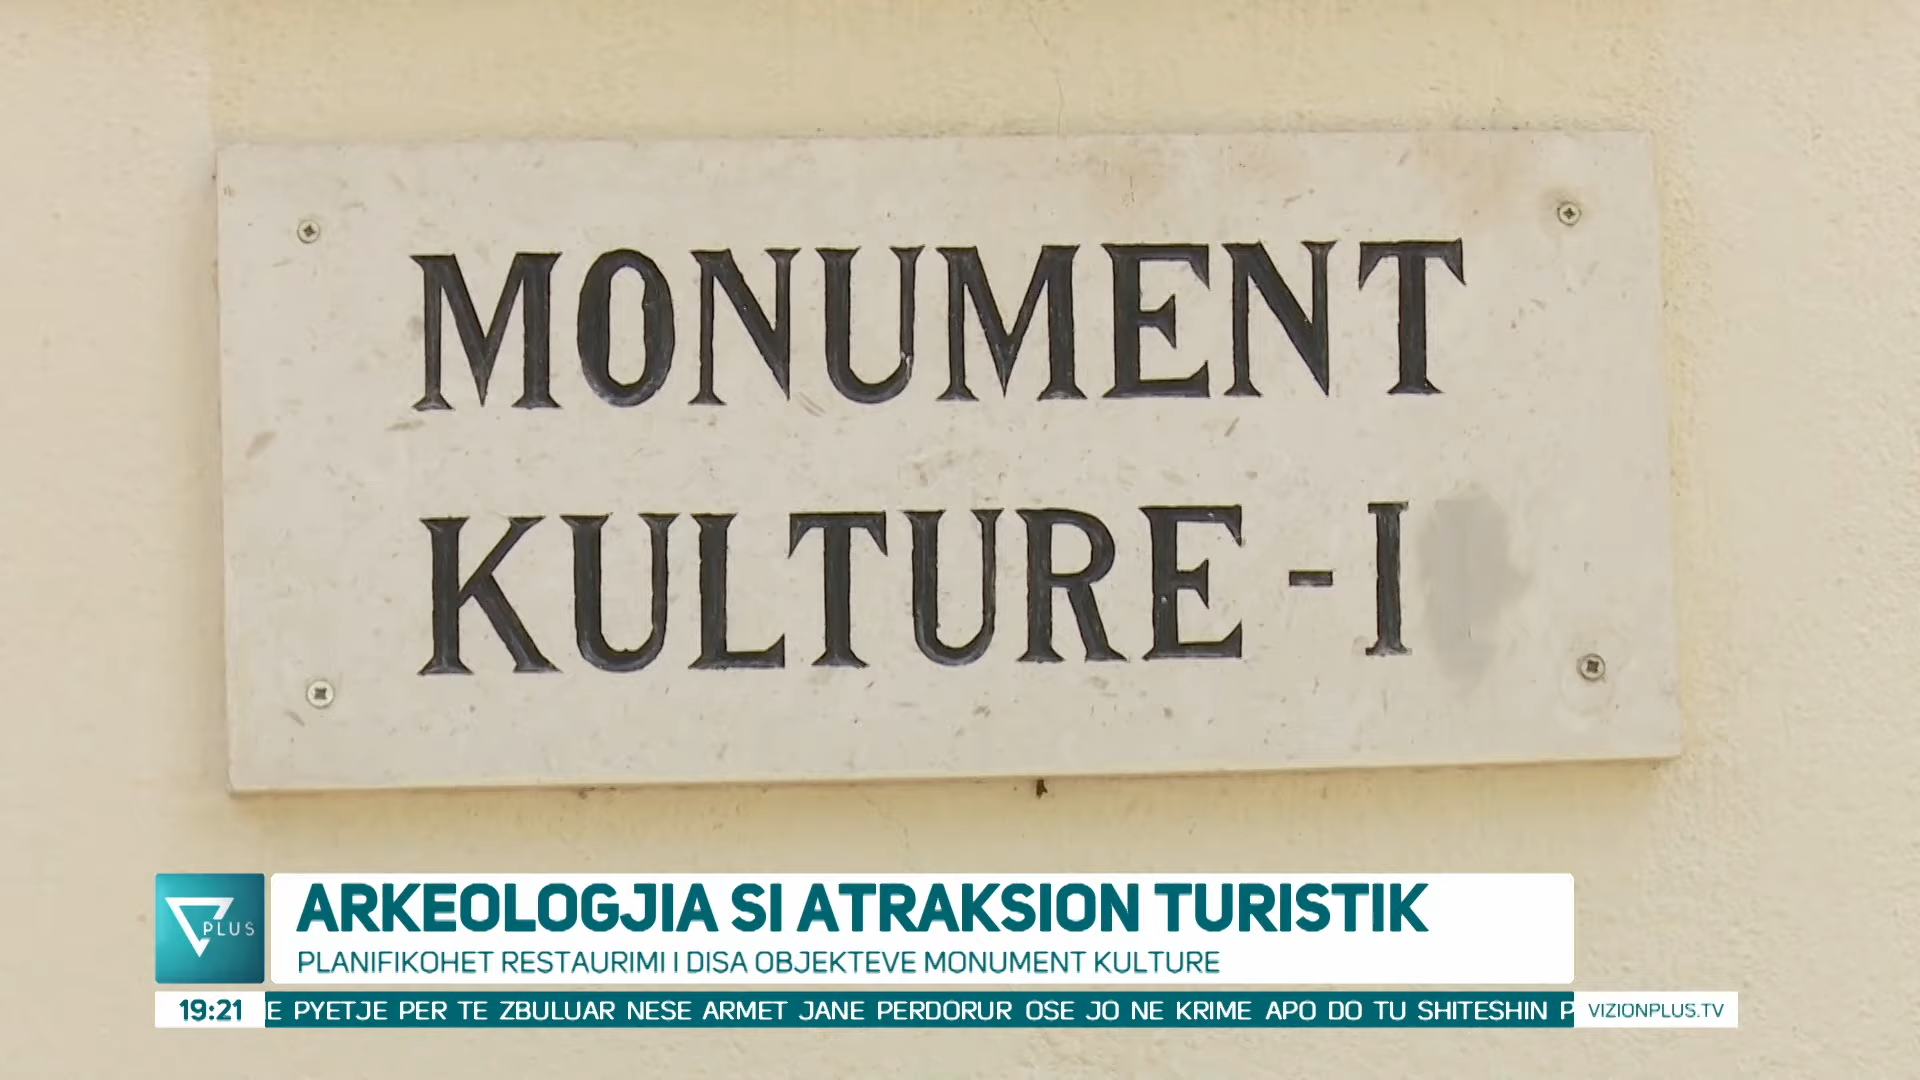 MONUMENT
KULTURE - I
ARKEOLOGJIA SI ATRAKSION TURISTIK
PLUS
PLANIFIKOHET RESTAURIMI I DISA OBJEKTEVE MONUMENT KULTURE
19:21 E PYETJE PER TE ZBULUAR NESE ARMET JANE PERDORUR OSE JO NE KRIME APO DO TU SHITESHIN VIZIONPLUS.TV